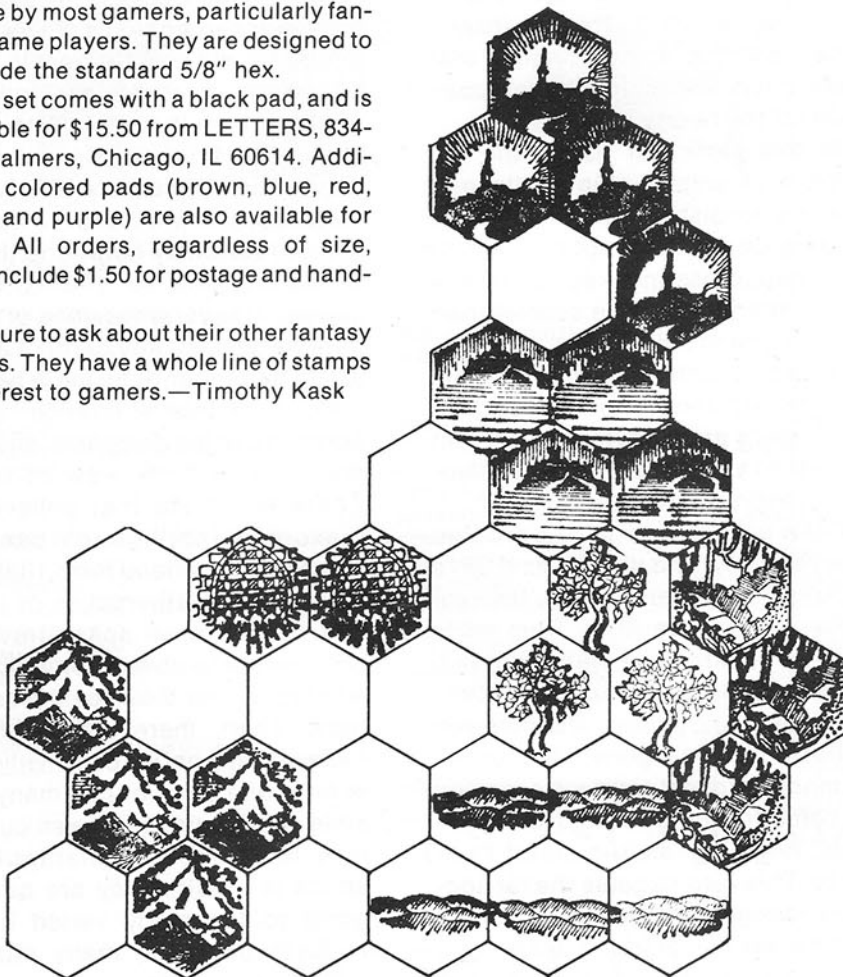 e by most gamers, particularly fan-
ame players. They are designed to
de the standard 5/8" hex.
set comes with a black pad, and is
ble for $15.50 from LETTERS, 834-
almers, Chicago, IL 60614. Addi-
colored pads (brown, blue, red,
and purple) are also available for
All orders, regardless of size,
nclude $1.50 for postage and hand-
ure to ask about their other fantasy
s. They have a whole line of stamps
erest to gamers.—Timothy Kask